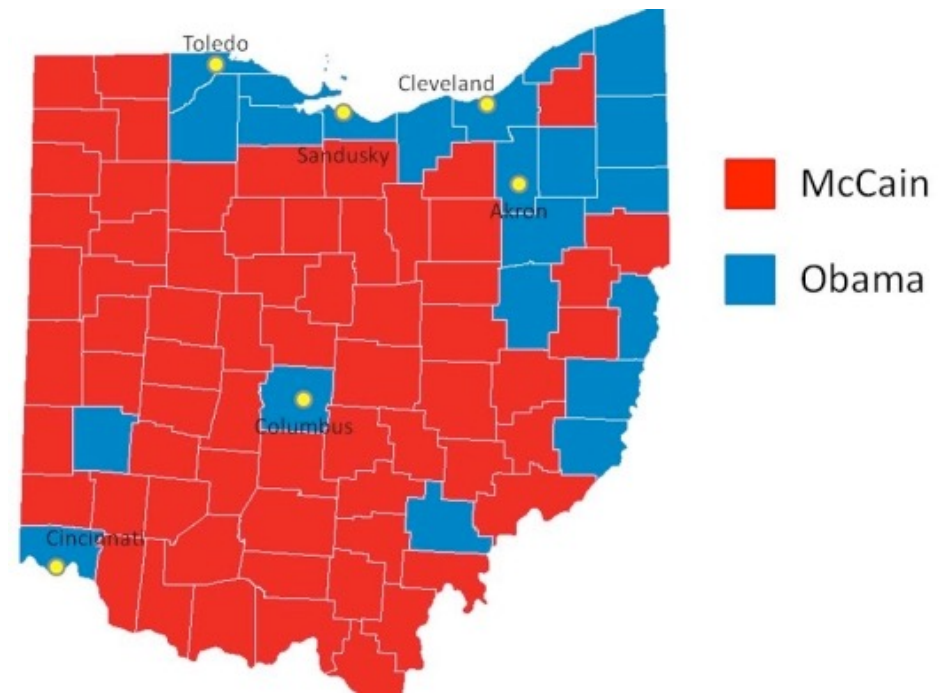 Toledo
Cleveland
Sandusky
McCain
Akron
Obama
Columbus
Cincinnati